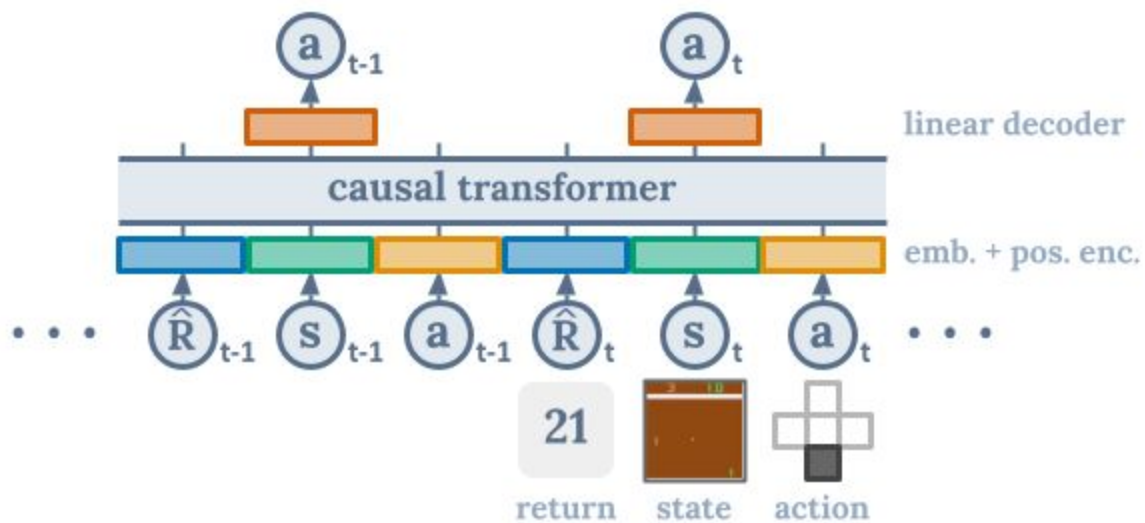 a t-1 a t
linear decoder
causal transformer
emb. + pos. enc.
• • • R̂ t-1 s t-1 a t-1 R̂ t s t a t • • •
21
return state action